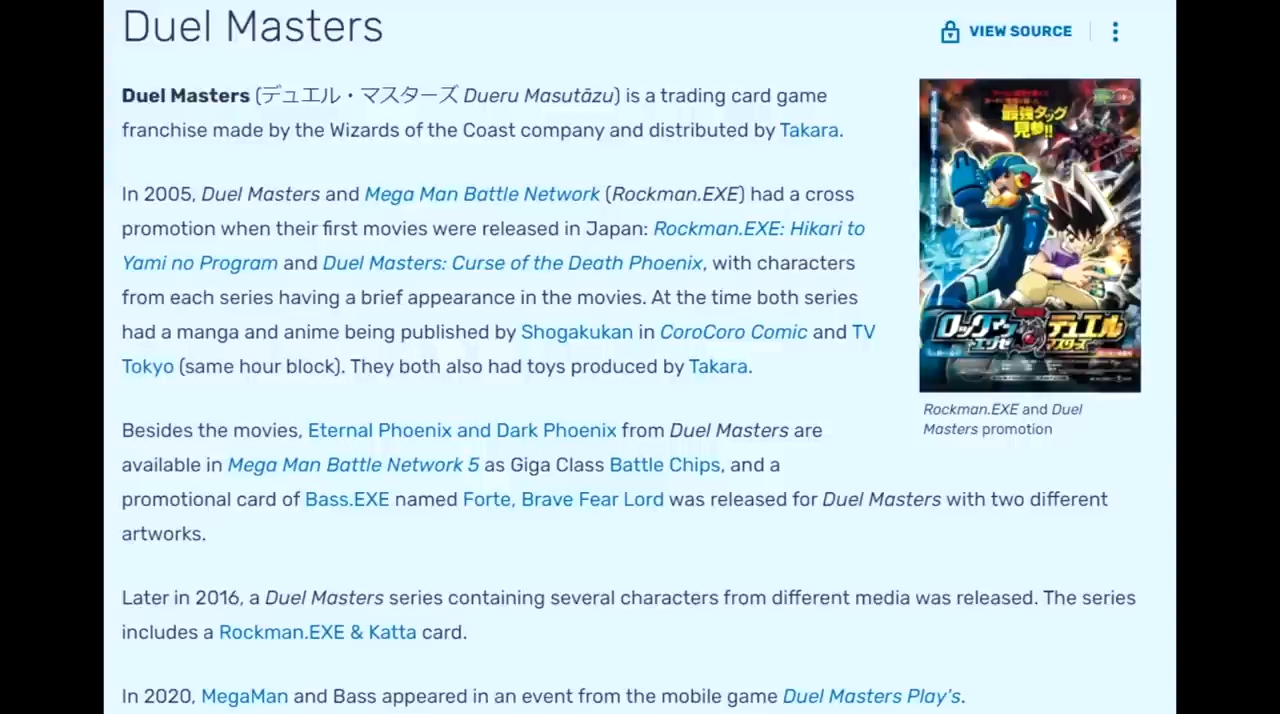 Duel Masters
VIEW SOURCE
Duel Masters (デュエル・マスターズ Dueru Masutāzu) is a trading card game
franchise made by the Wizards of the Coast company and distributed by Takara.
In 2005, Duel Masters and Mega Man Battle Network (Rockman.EXE) had a cross
promotion when their first movies were released in Japan: Rockman.EXE: Hikari to
Yami no Program and Duel Masters: Curse of the Death Phoenix, with characters
from each series having a brief appearance in the movies. At the time both series
had a manga and anime being published by Shogakukan in CoroCoro Comic and TV
Tokyo (same hour block). They both also had toys produced by Takara.
最強タッグ
見参!!
ロックマン
エグゼ
デュエル
マスターズ
Rockman.EXE and Duel
Masters promotion
Besides the movies, Eternal Phoenix and Dark Phoenix from Duel Masters are
available in Mega Man Battle Network 5 as Giga Class Battle Chips, and a
promotional card of Bass.EXE named Forte, Brave Fear Lord was released for Duel Masters with two different
artworks.
Later in 2016, a Duel Masters series containing several characters from different media was released. The series
includes a Rockman.EXE & Katta card.
In 2020, MegaMan and Bass appeared in an event from the mobile game Duel Masters Play's.